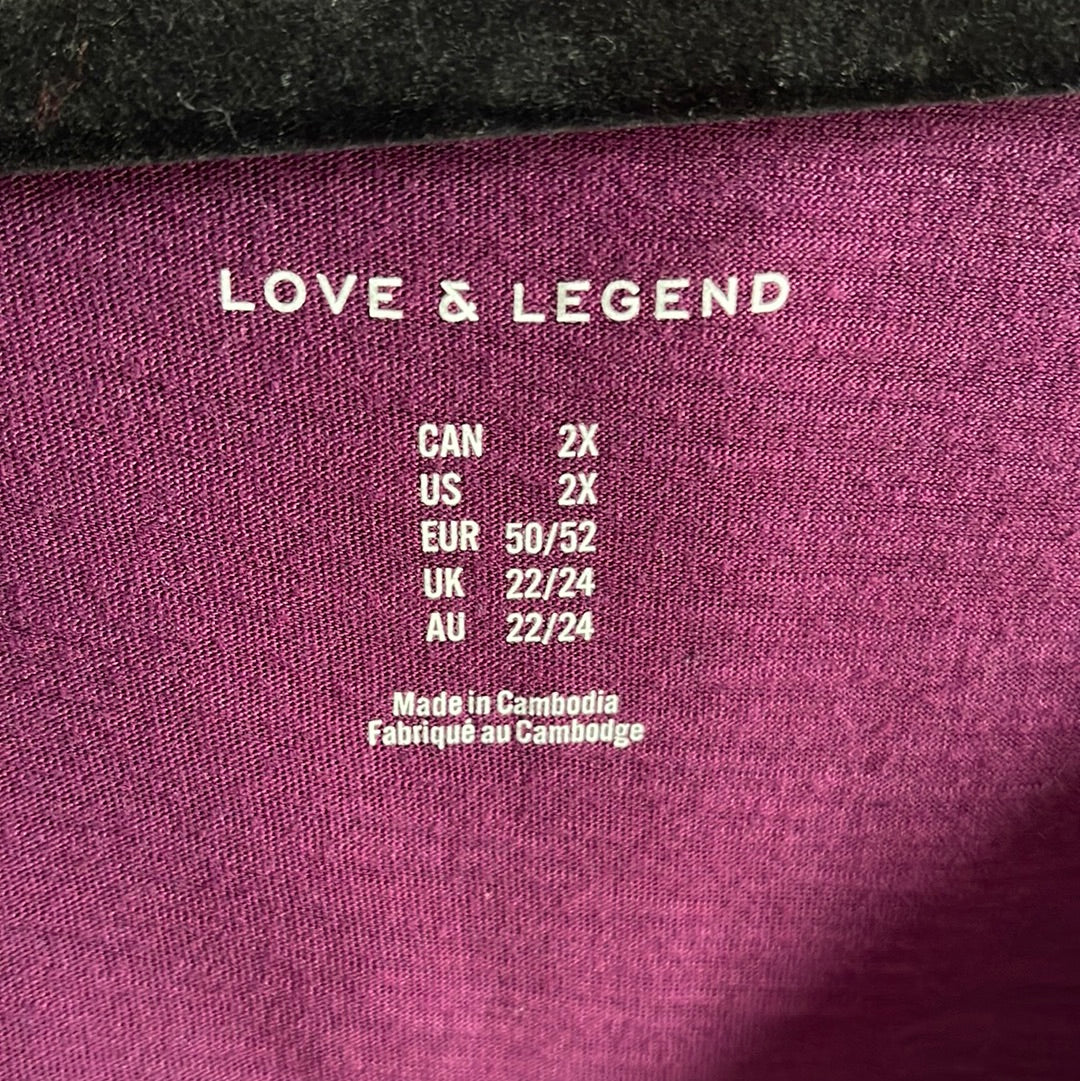 LOVE & LEGEND
CAN 2X
US 2X
EUR 50/52
UK 22/24
AU 22/24
Made in Cambodia
Fabriqué au Cambodge